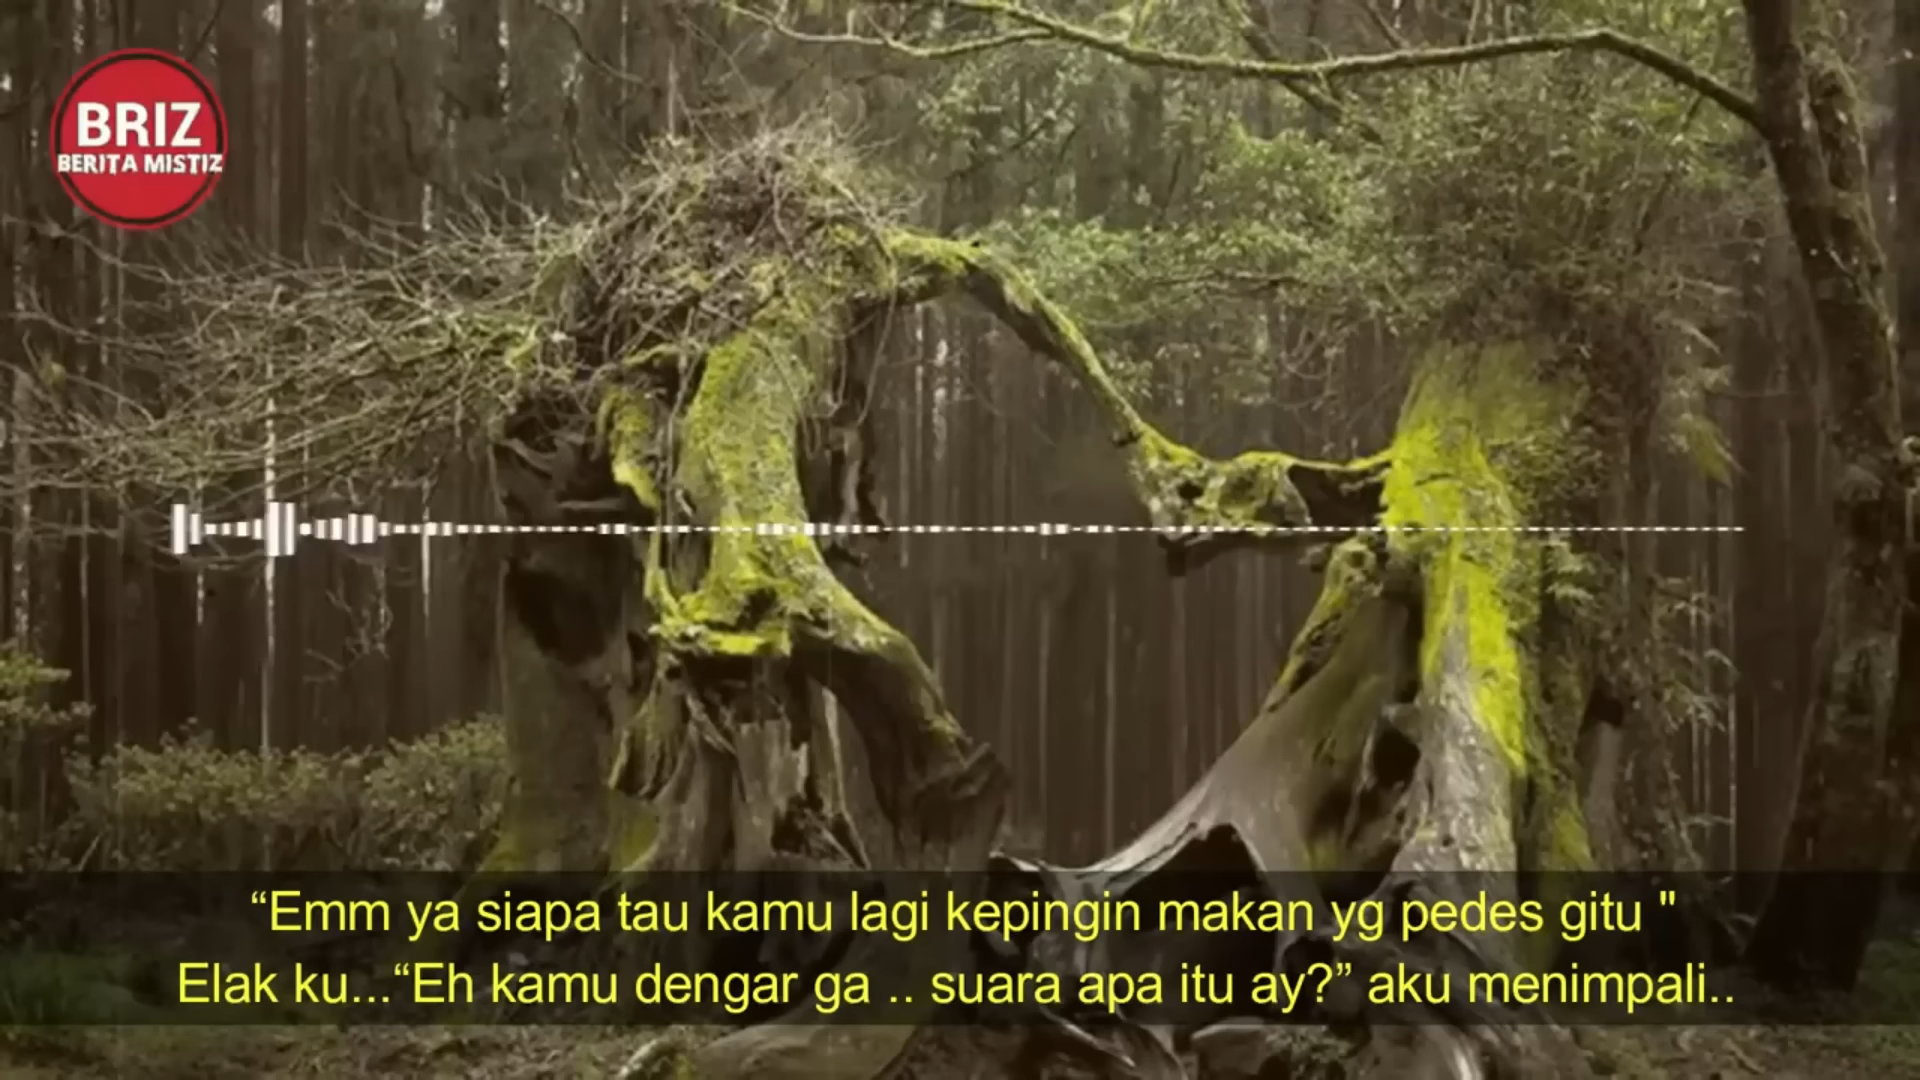 BRIZ
BERITA MISTIZ
“Emm ya siapa tau kamu lagi kepingin makan yg pedes gitu "
Elak ku...“Eh kamu dengar ga .. suara apa itu ay?” aku menimpali..